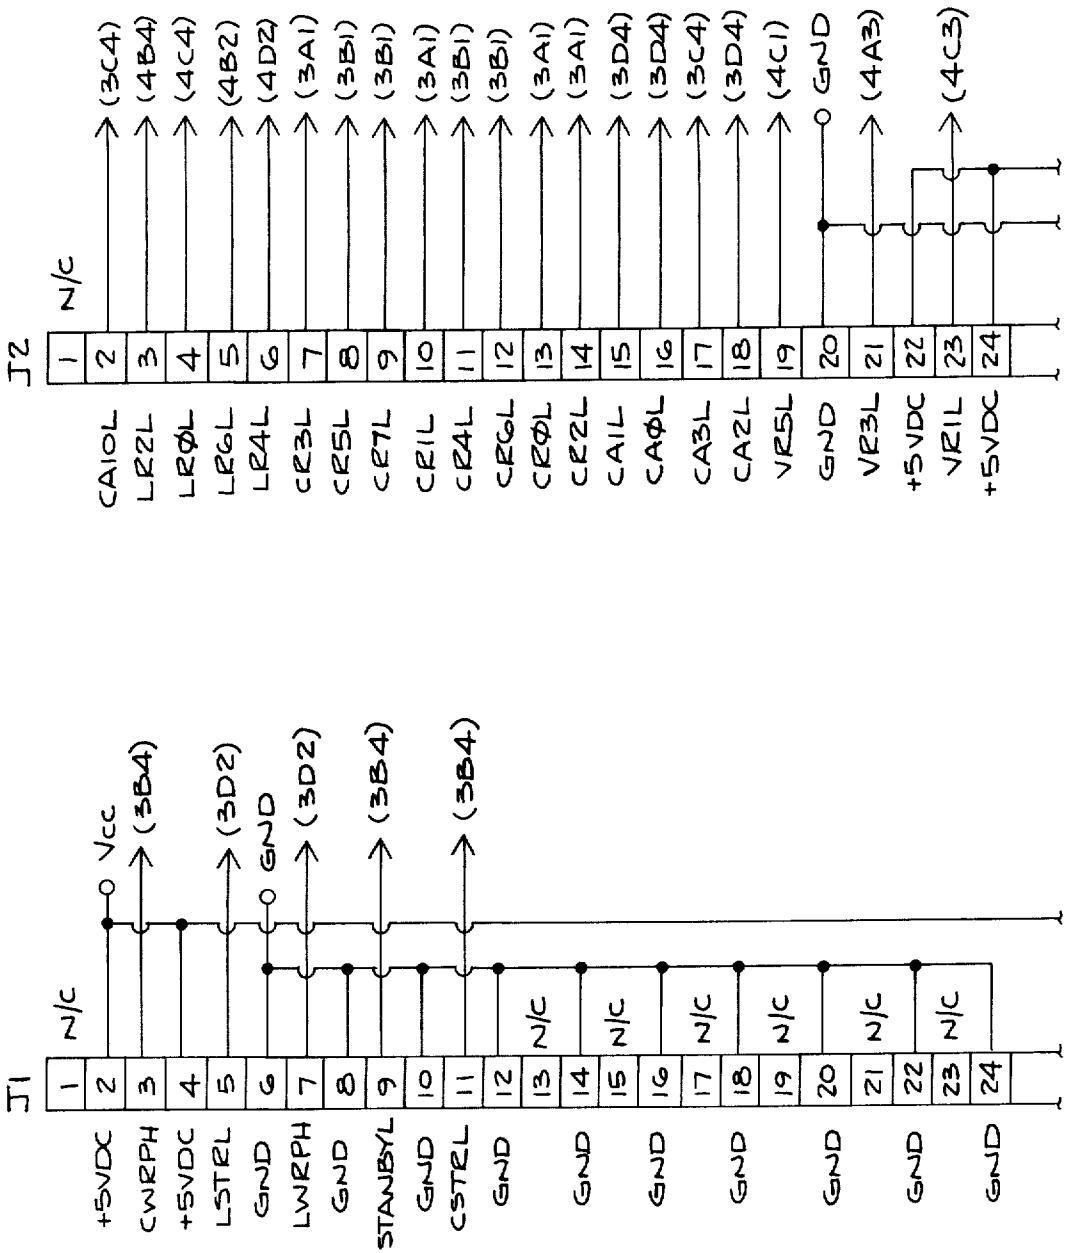 J1
1 N/C
+5VDC 2 Vcc
CWRPH 3 (3B4)
+5VDC 4
LSTRL 5 (3D2)
GND 6 GND
LWRPH 7 (3D2)
GND 8
STANBYL 9 (3B4)
GND 10
CSTRL 11 (3B4)
GND 12
13 N/C
GND 14
15 N/C
GND 16
17 N/C
GND 18
19 N/C
GND 20
21 N/C
GND 22
23 N/C
GND 24
J2
1 N/C
CA10L 2 (3C4)
LR2L 3 (4B4)
LRØL 4 (4C4)
LR6L 5 (4B2)
LR4L 6 (4D2)
CR3L 7 (3A1)
CR5L 8 (3B1)
CR7L 9 (3B1)
CR1L 10 (3A1)
CR4L 11 (3B1)
CR6L 12 (3B1)
CRØL 13 (3A1)
CR2L 14 (3A1)
CA1L 15 (3D4)
CAØL 16 (3D4)
CA3L 17 (3C4)
CA2L 18 (3D4)
VR5L 19 (4C1)
GND 20 GND
VR3L 21 (4A3)
+5VDC 22
VR1L 23 (4C3)
+5VDC 24